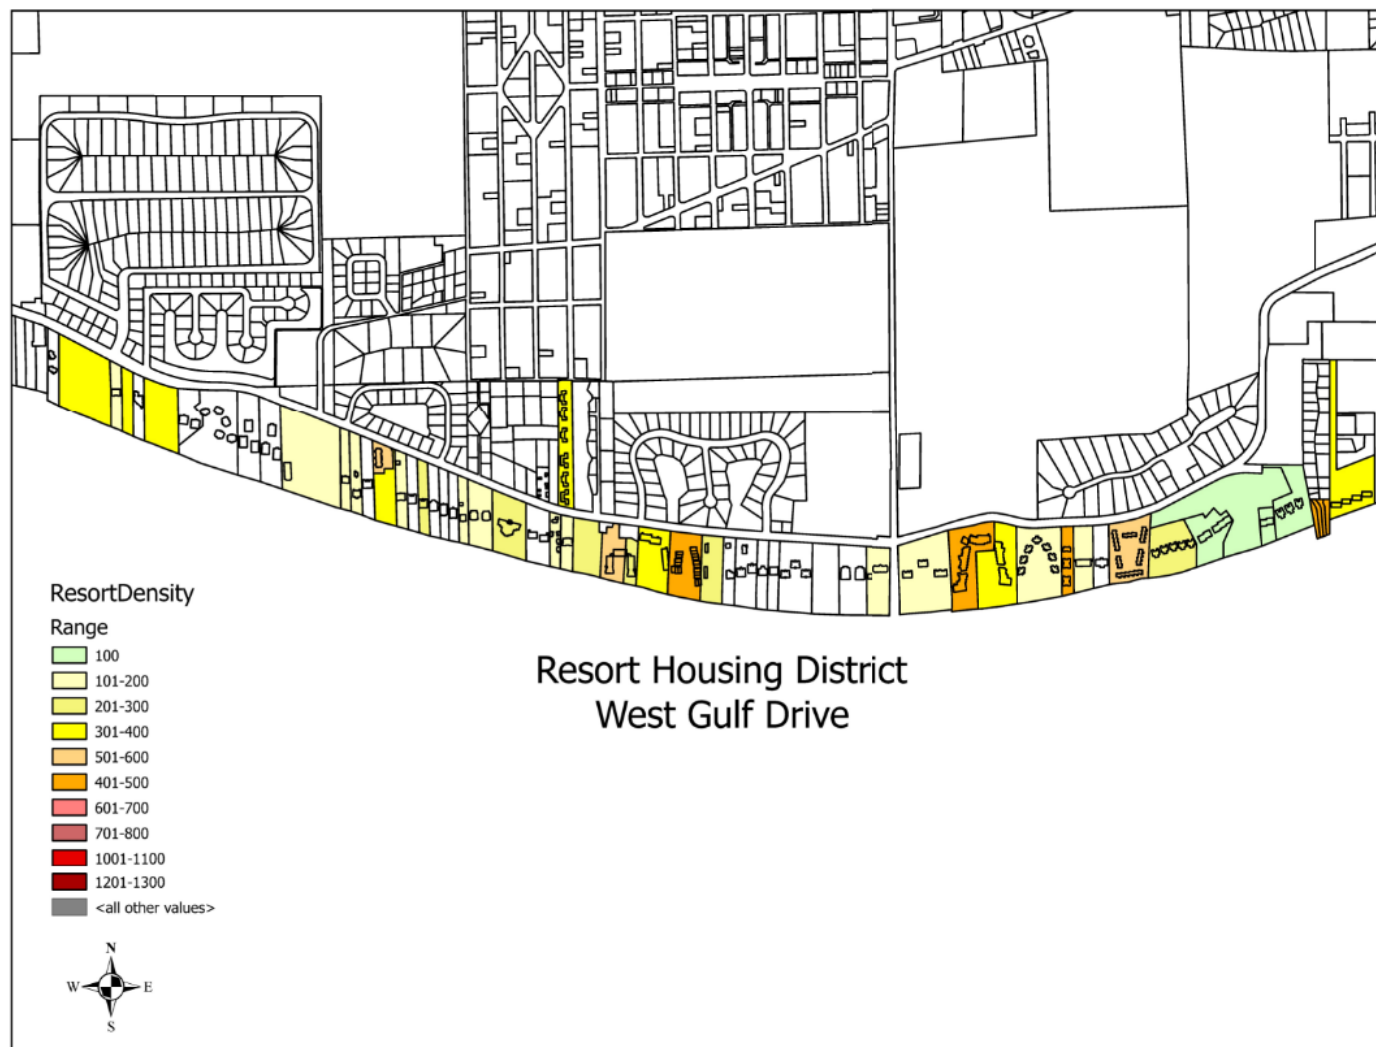 ResortDensity
Range
100
101-200
201-300
301-400
501-600
401-500
601-700
701-800
1001-1100
1201-1300
<all other values>
Resort Housing District
West Gulf Drive
N
W E
S